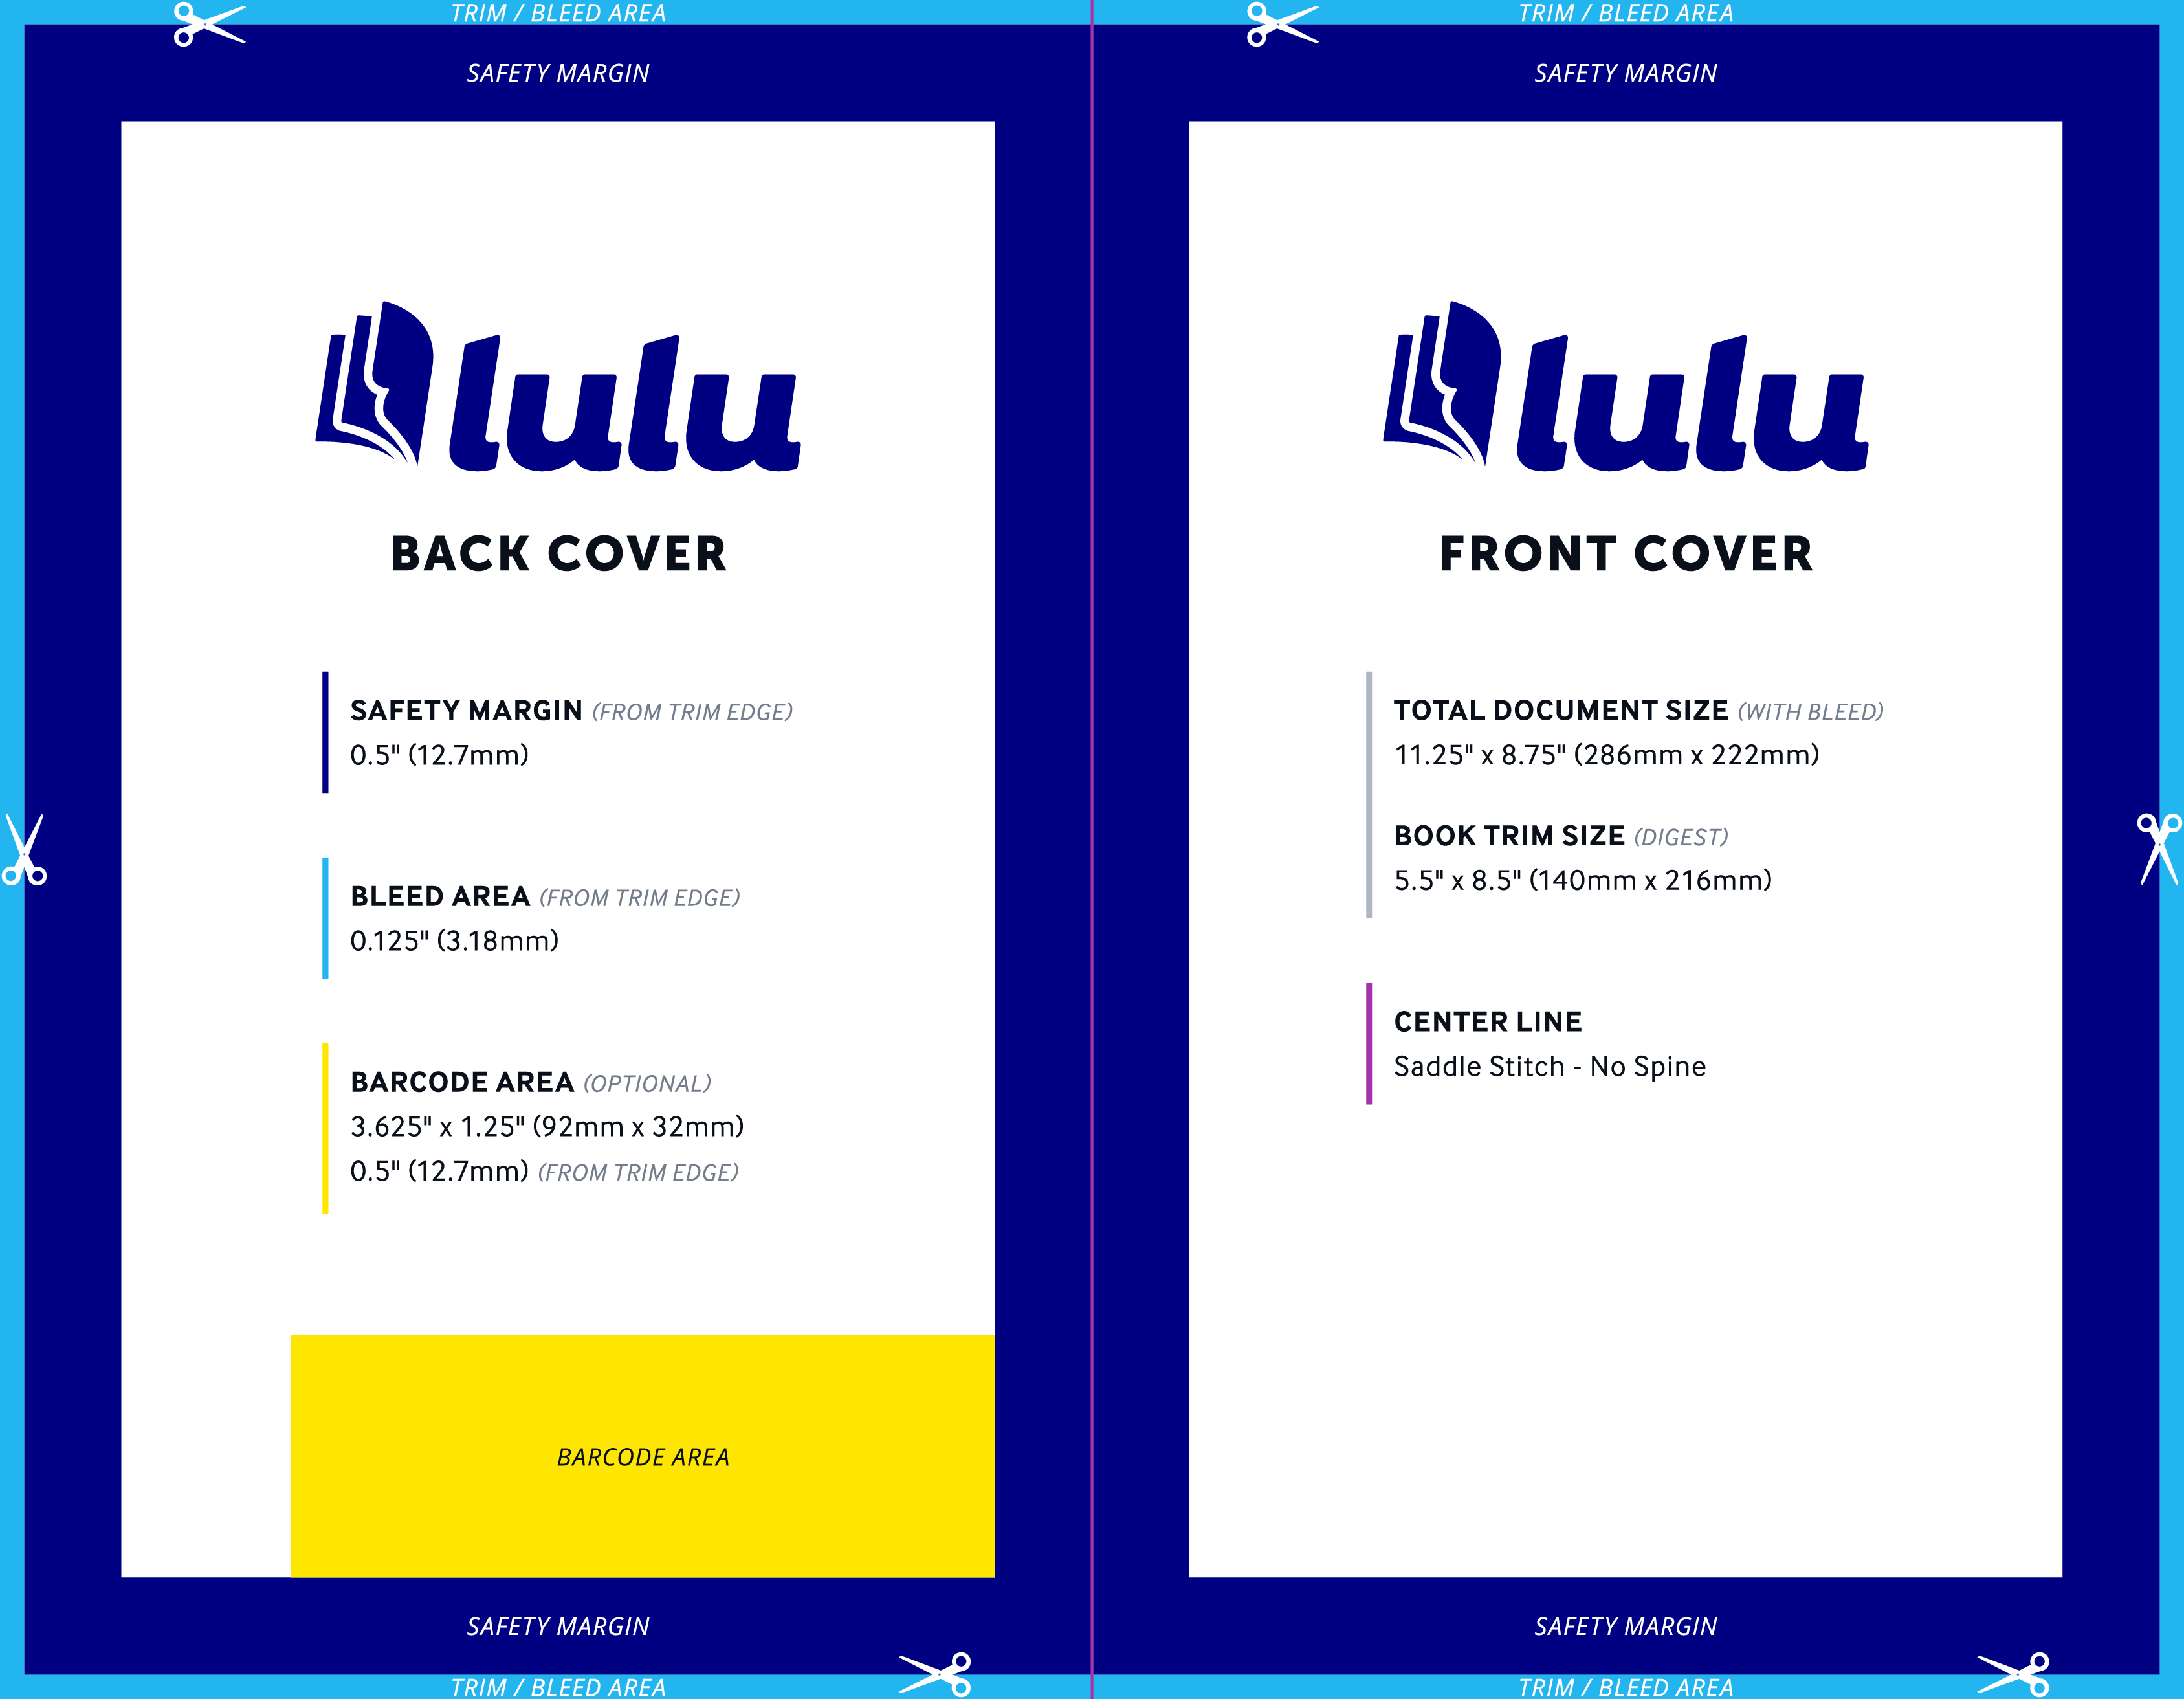 TRIM / BLEED AREA
SAFETY MARGIN
lulu
BACK COVER
SAFETY MARGIN (FROM TRIM EDGE)
0.5" (12.7mm)
BLEED AREA (FROM TRIM EDGE)
0.125" (3.18mm)
BARCODE AREA (OPTIONAL)
3.625" x 1.25" (92mm x 32mm)
0.5" (12.7mm) (FROM TRIM EDGE)
BARCODE AREA
SAFETY MARGIN
TRIM / BLEED AREA
TRIM / BLEED AREA
SAFETY MARGIN
lulu
FRONT COVER
TOTAL DOCUMENT SIZE (WITH BLEED)
11.25" x 8.75" (286mm x 222mm)
BOOK TRIM SIZE (DIGEST)
5.5" x 8.5" (140mm x 216mm)
CENTER LINE
Saddle Stitch - No Spine
SAFETY MARGIN
TRIM / BLEED AREA